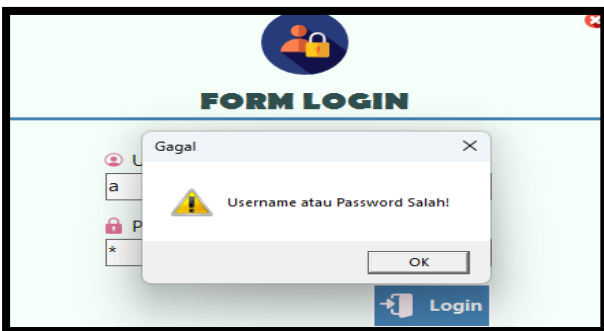 FORM LOGIN
Gagal
U
a
Username atau Password Salah!
P
*
OK
Login